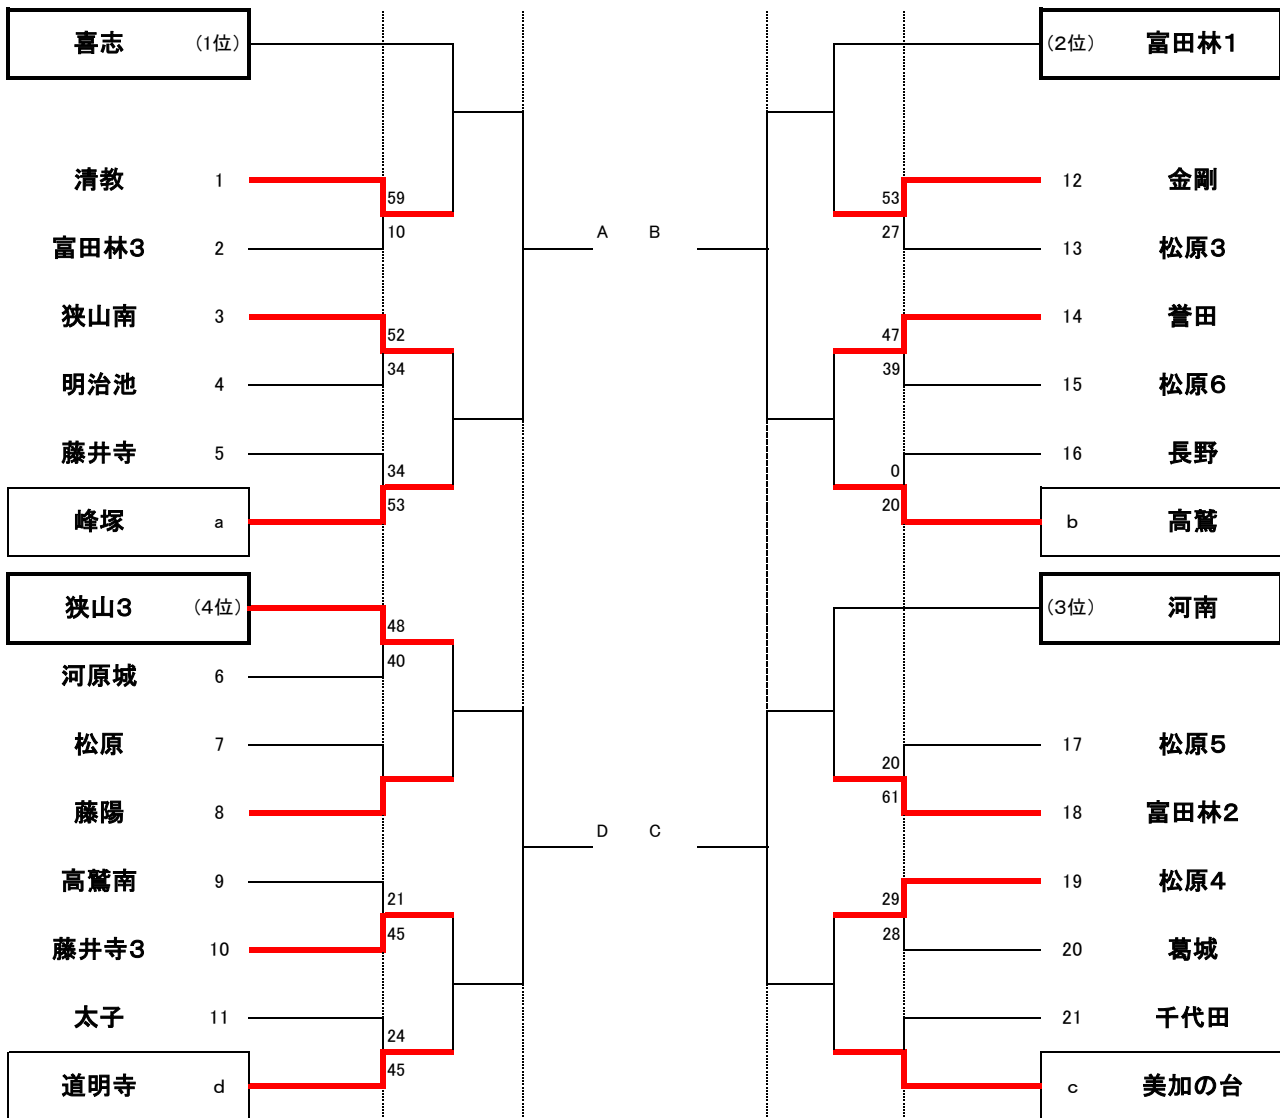 喜志 (1位)
清教 1
59
10
富田林3 2
狭山南 3
52
34
明治池 4
藤井寺 5
34
53
峰塚 a
狭山3 (4位)
48
40
河原城 6
松原 7
藤陽 8
高鷲南 9
21
45
藤井寺3 10
太子 11
24
45
道明寺 d
A B
D C
(2位) 富田林1
53
27
12 金剛
13 松原3
47
39
14 誉田
15 松原6
0
20
16 長野
b 高鷲
(3位) 河南
20
61
17 松原5
18 富田林2
29
28
19 松原4
20 葛城
21 千代田
c 美加の台